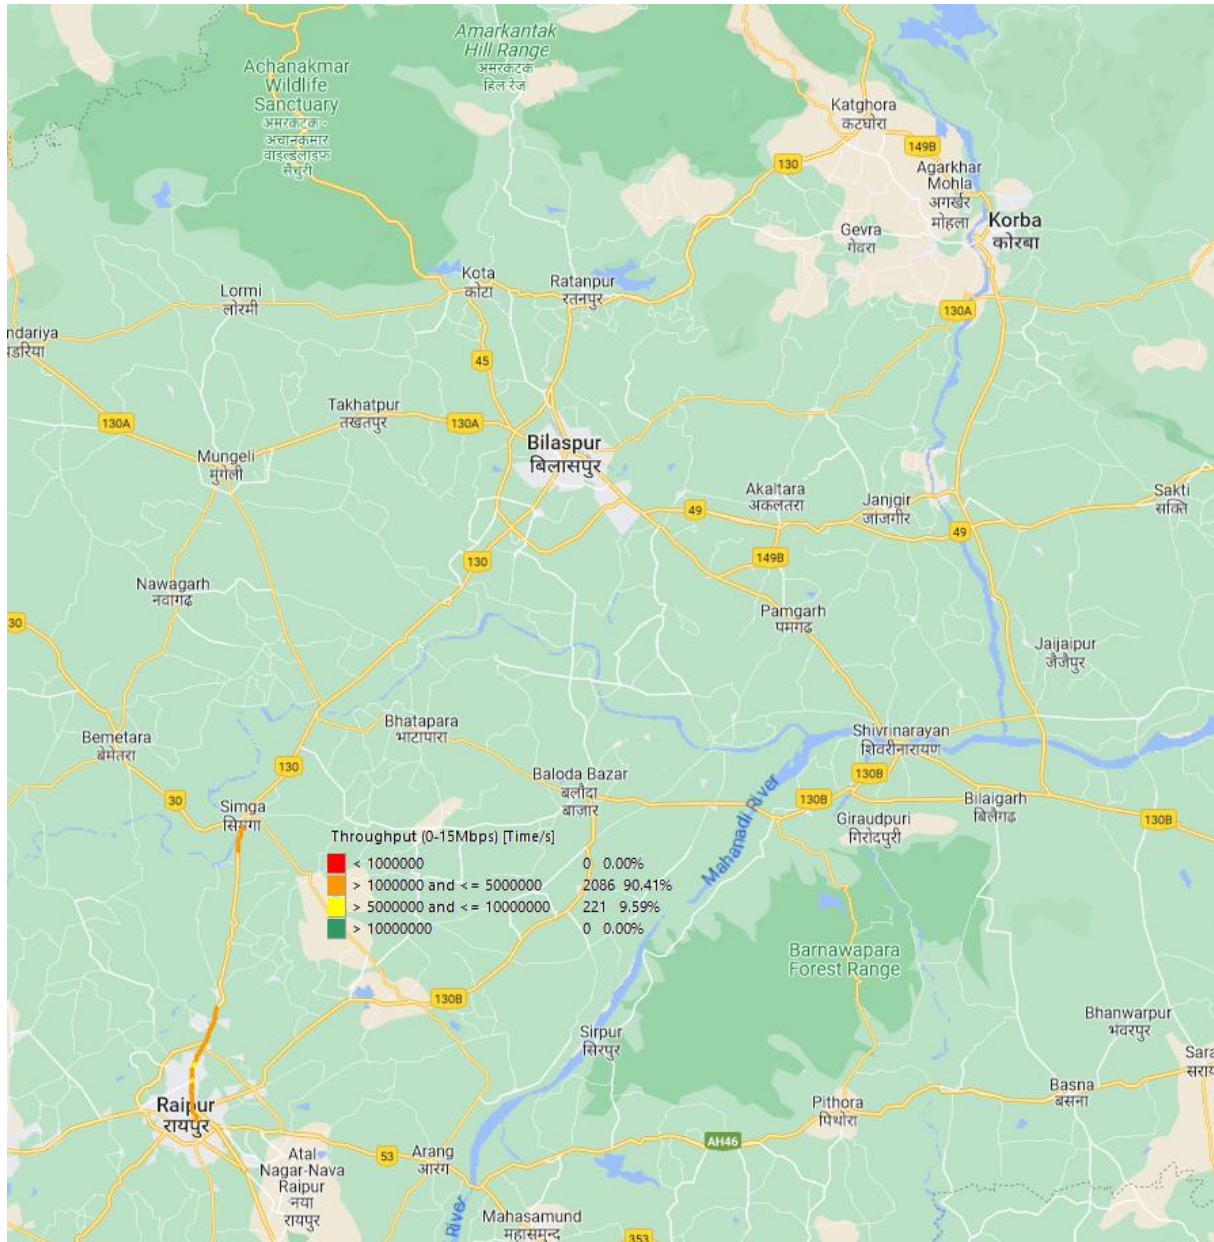 Amarkantak
Hill Range
अमरकंटक
हिल रेंज
Achanakmar
Wildlife
Sanctuary
अमरकंटक -
अचानकमार
वाइल्डलाइफ
सैंचुरी
Katghora
कटघोरा
149B
130
Agarkhar
Mohla
अगर्खर
मोहला
Korba
कोरबा
Gevra
गेवरा
Kota
कोटा
Ratanpur
रतनपुर
Lormi
लोरमी
130A
ndariya
पडरिया
45
Takhatpur
तखतपुर
130A
130A
Bilaspur
बिलासपुर
Mungeli
मुंगेली
Akaltara
अकलतरा
Janjgir
जांजगीर
Sakti
सक्ति
49
49
149B
130
Nawagarh
नवागढ़
30
Pamgarh
पमगढ़
Jaijaipur
जैजैपुर
Bhatapara
भाटापारा
Shivrinarayan
शिवरीनारायण
Bemetara
बेमेतरा
130
Baloda Bazar
बलौदा
बाज़ार
130B
30
Simga
सिमगा
130B
Bilaigarh
बिलैगढ़
130B
Giraudpuri
गिरोदपुरी
Mahanadi River
Throughput (0-15Mbps) [Time/s]
< 1000000 0 0.00%
> 1000000 and <= 5000000 2086 90.41%
> 5000000 and <= 10000000 221 9.59%
> 10000000 0 0.00%
Barnawapara
Forest Range
130B
Bhanwarpur
भंवरपुर
Sirpur
सिरपुर
Sara
सराय
Basna
बसना
Raipur
रायपुर
Pithora
पिथोरा
AH46
53
Arang
आरंग
Atal
Nagar-Nava
Raipur
नया
रायपुर
River
Mahasamund
महासमुन्द
353